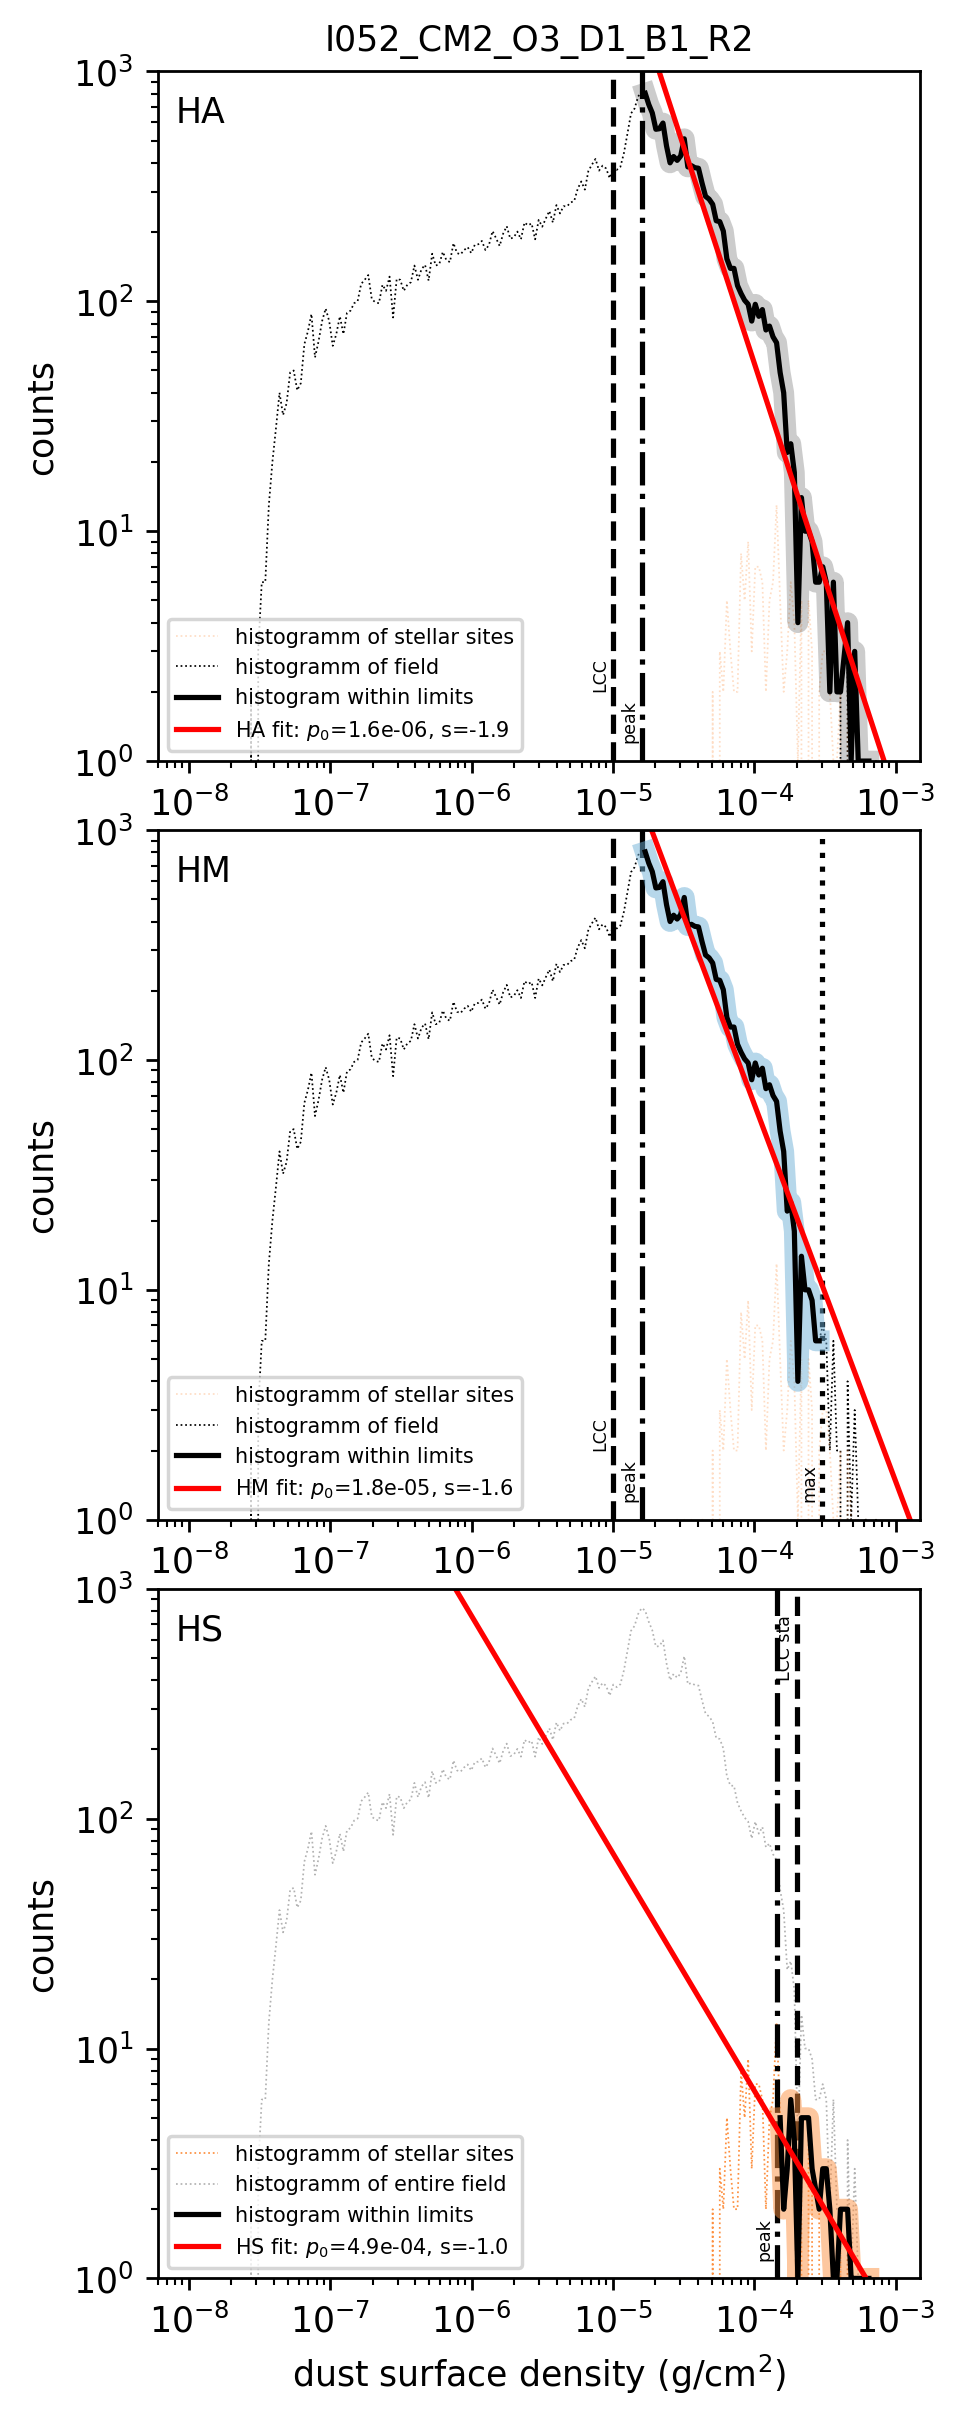 I052_CM2_O3_D1_B1_R2
HA
counts
10³
10²
10¹
10⁰
LCC
peak
histogramm of stellar sites
histogramm of field
histogram within limits
HA fit: p₀=1.6e-06, s=-1.9
10⁻⁸ 10⁻⁷ 10⁻⁶ 10⁻⁵ 10⁻⁴ 10⁻³
HM
counts
10³
10²
10¹
10⁰
LCC
peak
max
histogramm of stellar sites
histogramm of field
histogram within limits
HM fit: p₀=1.8e-05, s=-1.6
10⁻⁸ 10⁻⁷ 10⁻⁶ 10⁻⁵ 10⁻⁴ 10⁻³
HS
counts
10³
10²
10¹
10⁰
LCC sta
peak
histogramm of stellar sites
histogramm of entire field
histogram within limits
HS fit: p₀=4.9e-04, s=-1.0
10⁻⁸ 10⁻⁷ 10⁻⁶ 10⁻⁵ 10⁻⁴ 10⁻³
dust surface density (g/cm²)